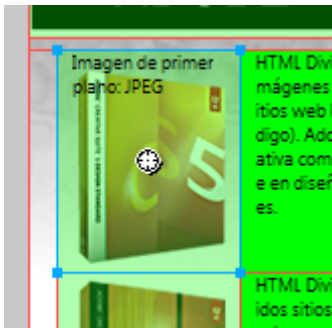 Imagen de primer
plano: JPEG
HTML Divi
mágenes
itios web
digo). Ado
ativa com
e en diseñ
es.
5
HTML Divi
idos sitios